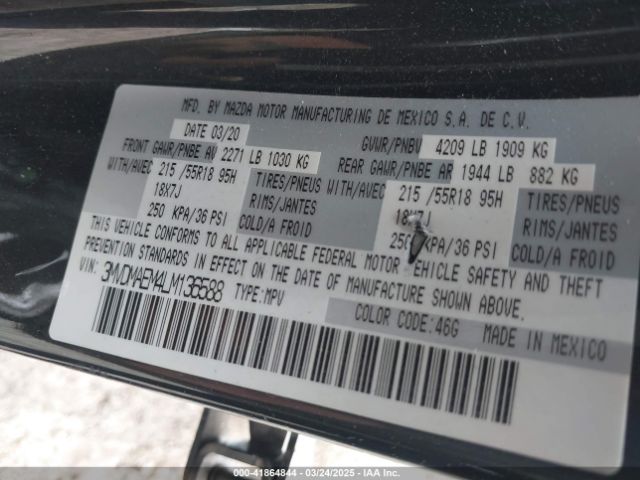 MFD. BY MAZDA MOTOR MANUFACTURING DE MEXICO S.A. DE C.V.
DATE 03/20 GVWR/PNBV 4209 LB 1909 KG
FRONT GAWR/PNBE AV 2271 LB 1030 KG REAR GAWR/PNBE AR 1944 LB 882 KG
WITH/AVEC 215 /55R18 95H TIRES/PNEUS WITH/AVEC 215 /55R18 95H TIRES/PNEUS
18X7J RIMS/JANTES 18X7J RIMS/JANTES
250 KPA/36 PSI COLD/A FROID 250 KPA/36 PSI COLD/A FROID
THIS VEHICLE CONFORMS TO ALL APPLICABLE FEDERAL MOTOR VEHICLE SAFETY AND THEFT
PREVENTION STANDARDS IN EFFECT ON THE DATE OF MANUFACTURE SHOWN ABOVE.
VIN: 3MVDMAEM4LM136588 TYPE:MPV
COLOR CODE:46G MADE IN MEXICO
000-41864844 / 03/24/2025 - IAA Inc.